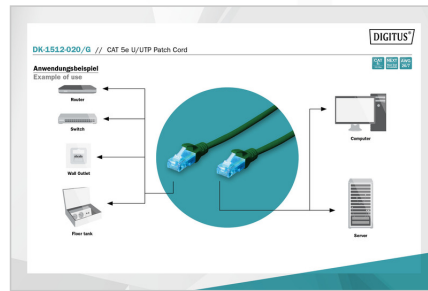 DIGITUS®
DK-1512-020/G // CAT 5e U/UTP Patch Cord
Anwendungsbeispiel
Example of use
Router
Switch
Wall Outlet
Floor tank
Computer
Server